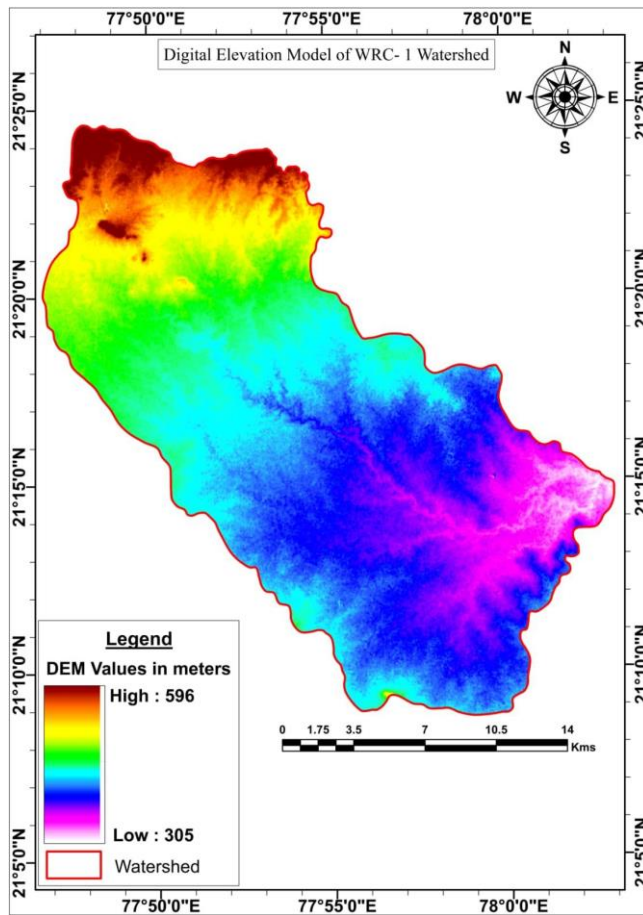 77°50'0"E 77°55'0"E 78°0'0"E
Digital Elevation Model of WRC- 1 Watershed
N
W E
S
21°25'0"N 21°25'0"N
21°20'0"N 21°20'0"N
21°15'0"N 21°15'0"N
21°10'0"N 21°10'0"N
21°5'0"N 21°5'0"N
Legend
DEM Values in meters
High : 596
Low : 305
Watershed
0 1.75 3.5 7 10.5 14
Kms
77°50'0"E 77°55'0"E 78°0'0"E